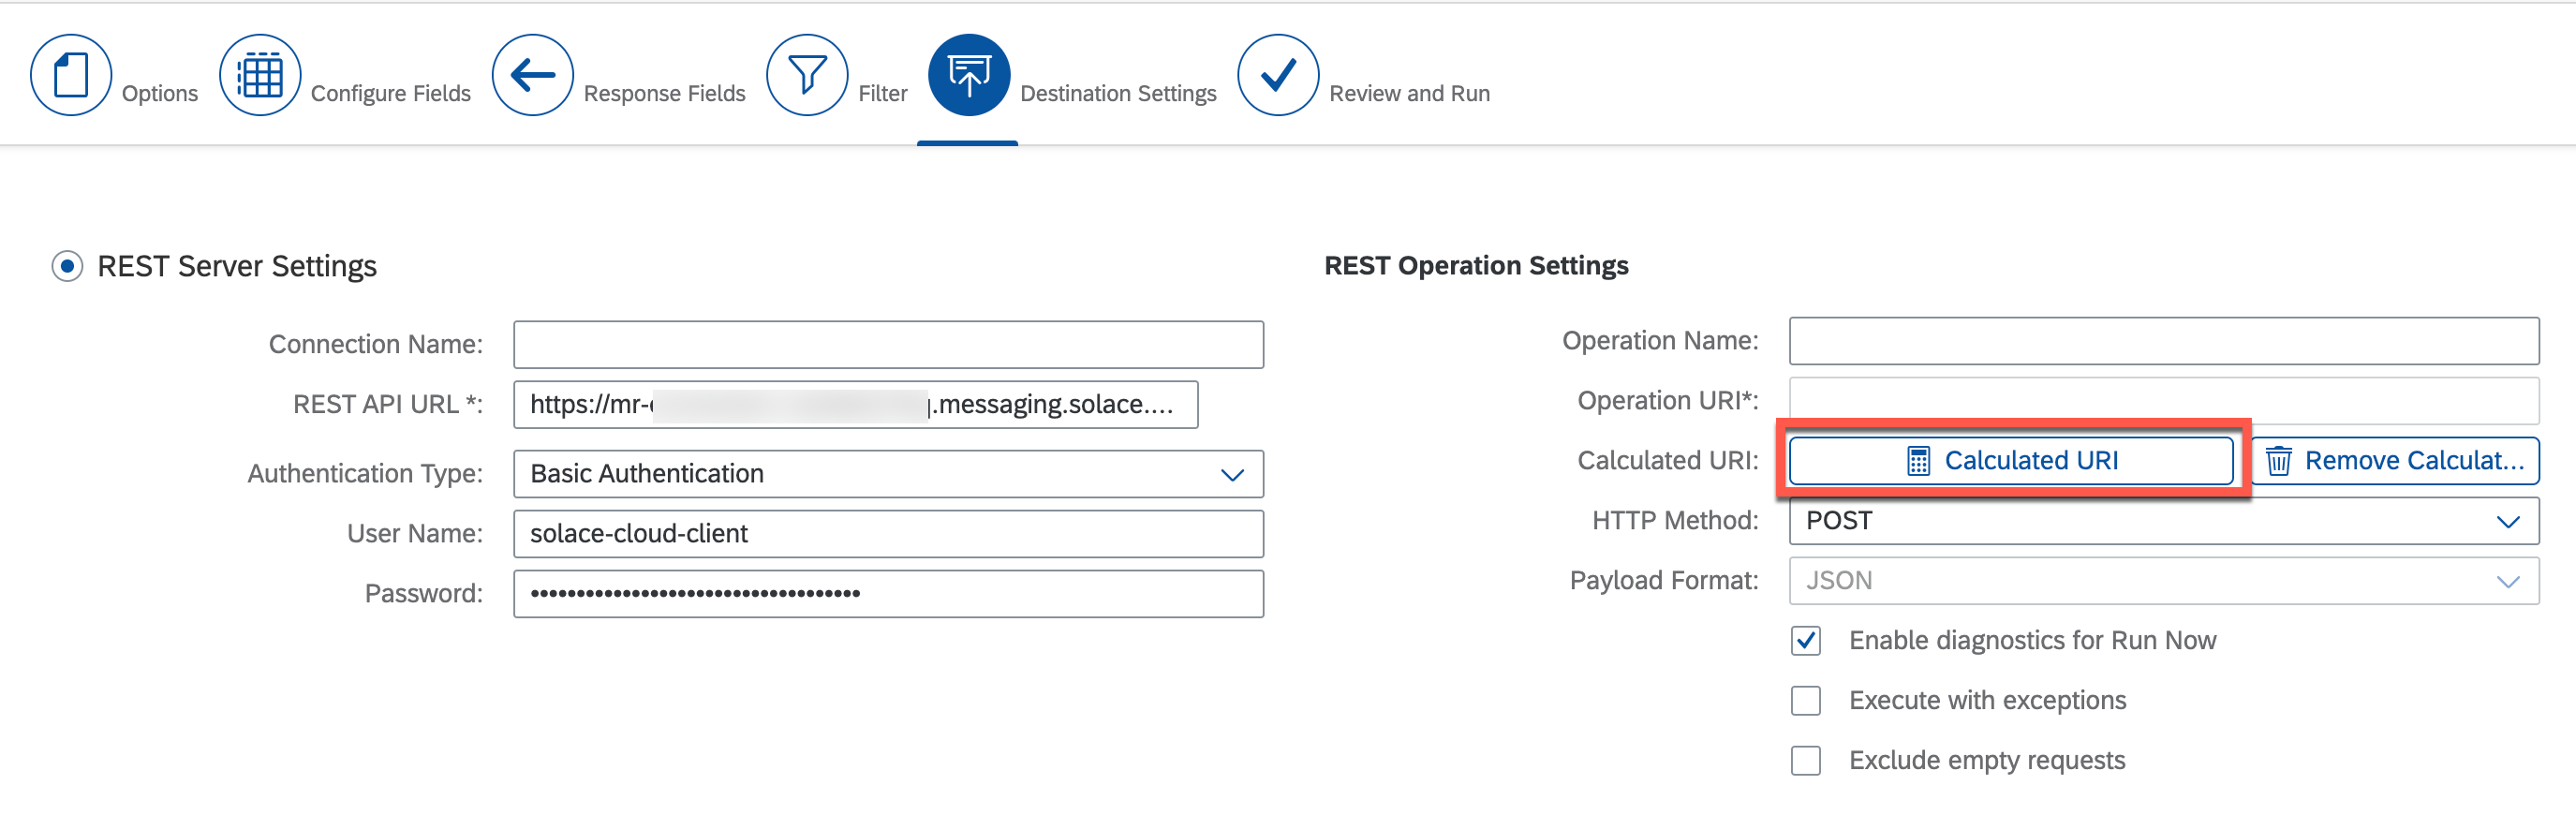 Options Configure Fields Response Fields Filter Destination Settings Review and Run
REST Server Settings
Connection Name:
REST API URL *: https://mr- .messaging.solace....
Authentication Type: Basic Authentication
User Name: solace-cloud-client
Password: ••••••••••••••••••••••••••••••••••••
REST Operation Settings
Operation Name:
Operation URI*:
Calculated URI: Calculated URI Remove Calculat...
HTTP Method: POST
Payload Format: JSON
Enable diagnostics for Run Now
Execute with exceptions
Exclude empty requests